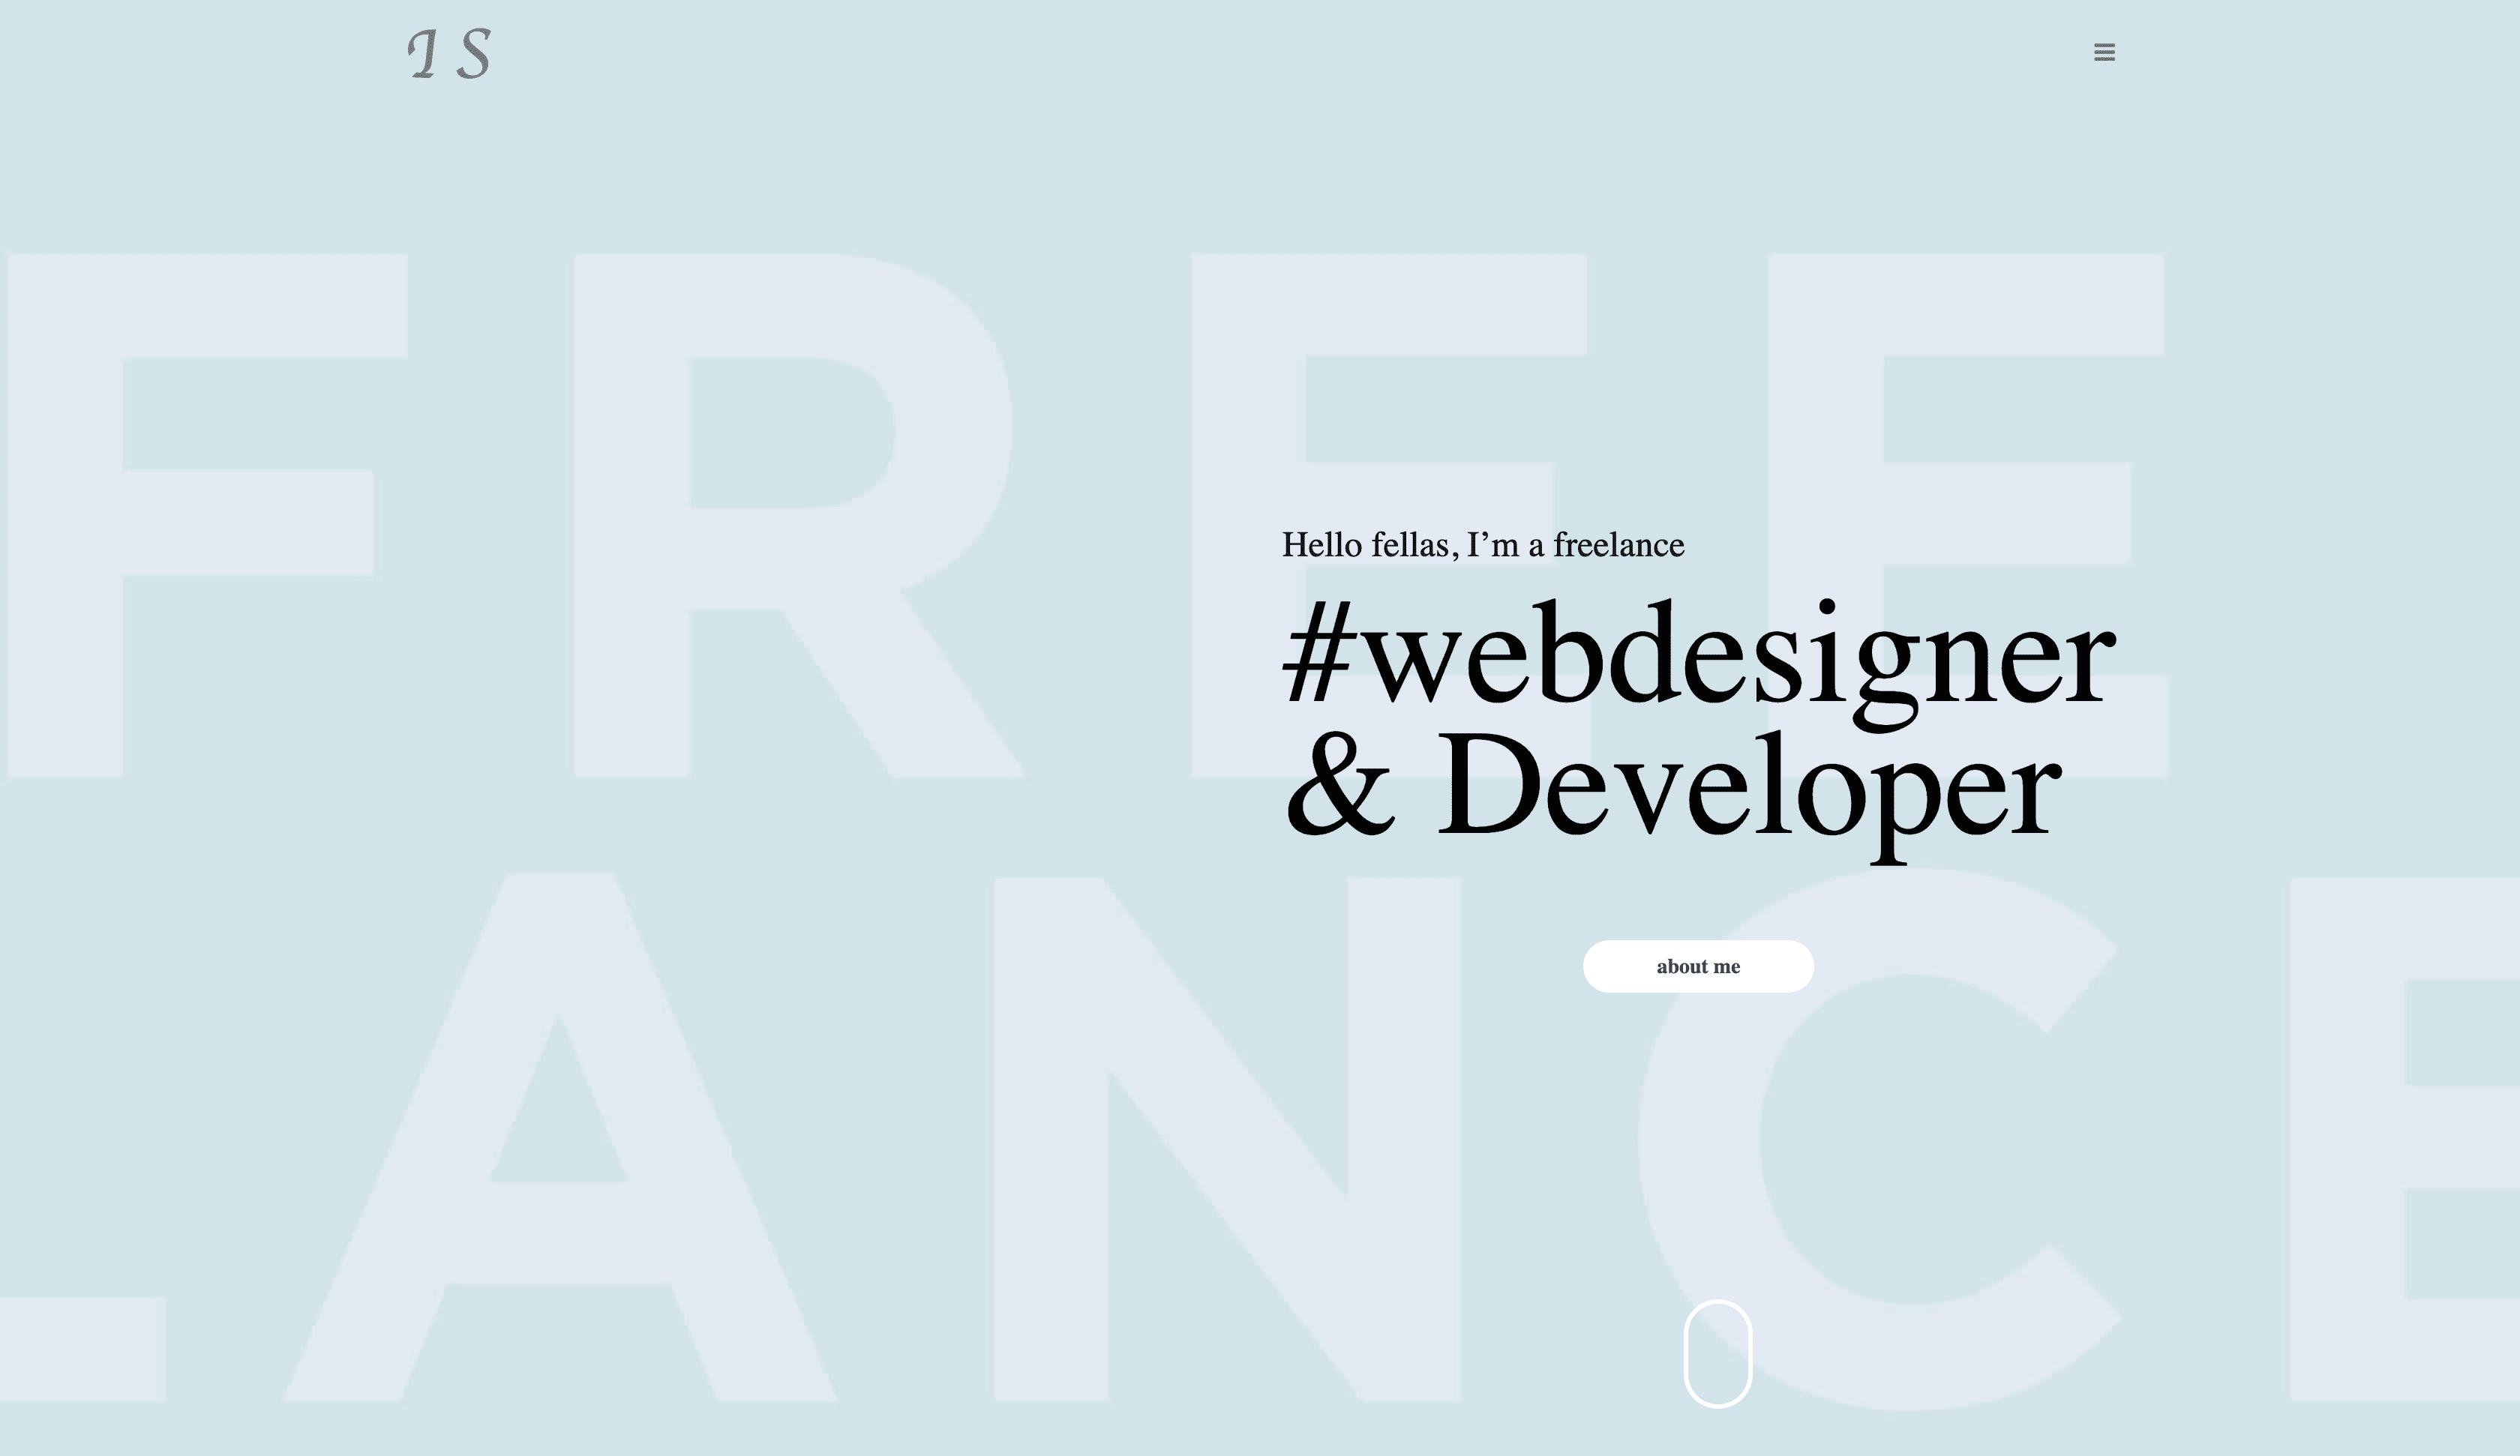 I S
FREE
LANCE
Hello fellas, I’m a freelance
#webdesigner
& Developer
about me